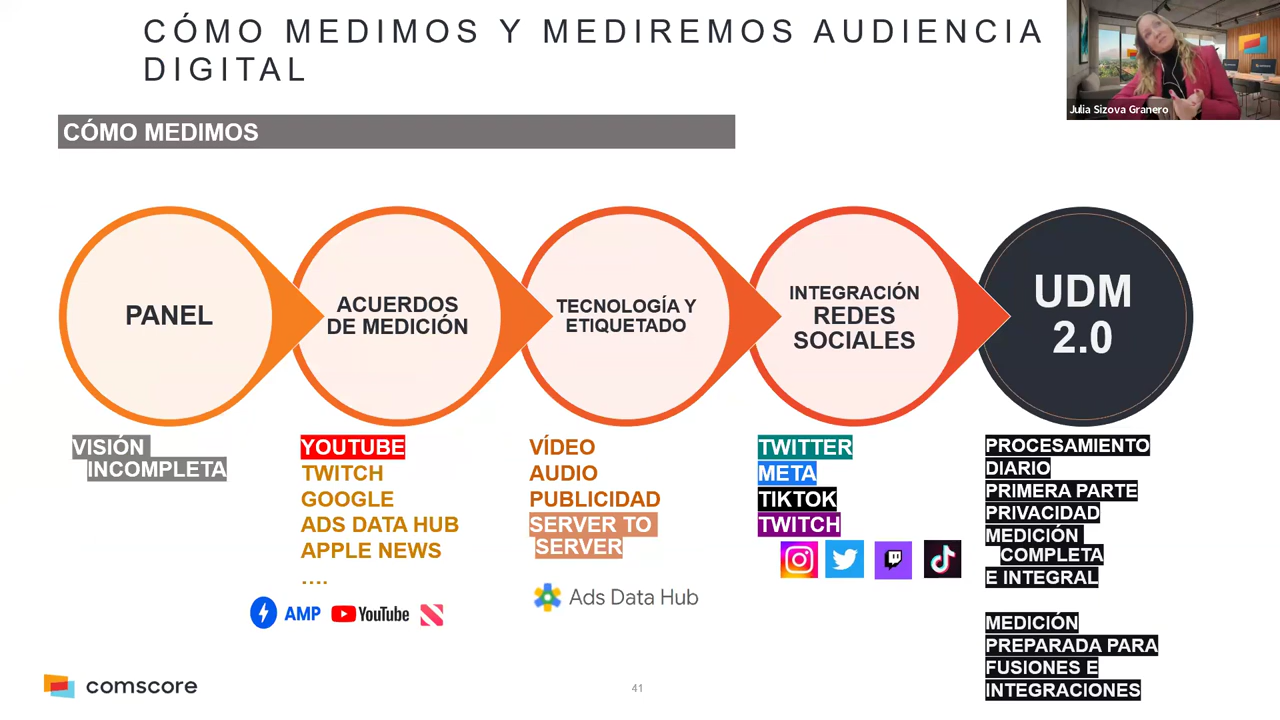 CÓMO MEDIMOS Y MEDIREMOS AUDIENCIA
DIGITAL
Julia Sizova Granero
CÓMO MEDIMOS
PANEL
ACUERDOS
DE MEDICIÓN
TECNOLOGÍA Y
ETIQUETADO
INTEGRACIÓN
REDES
SOCIALES
UDM
2.0
VISIÓN
INCOMPLETA
YOUTUBE
TWITCH
GOOGLE
ADS DATA HUB
APPLE NEWS
....
AMP
YouTube
VÍDEO
AUDIO
PUBLICIDAD
SERVER TO
SERVER
Ads Data Hub
TWITTER
META
TIKTOK
TWITCH
PROCESAMIENTO
DIARIO
PRIMERA PARTE
PRIVACIDAD
MEDICIÓN
COMPLETA
E INTEGRAL
MEDICIÓN
PREPARADA PARA
FUSIONES E
INTEGRACIONES
comscore
41